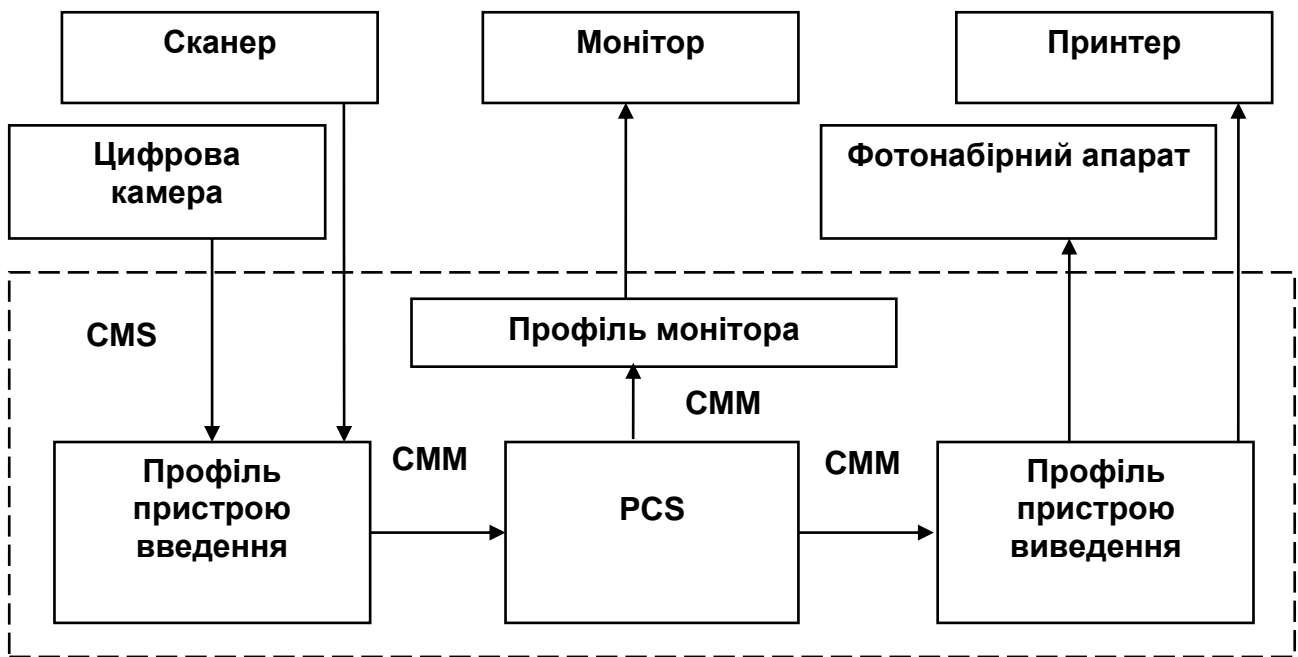 Сканер
Монітор
Принтер
Цифрова
камера
Фотонабірний апарат
CMS
Профіль монітора
CMM
CMM
CMM
Профіль
пристрою
введення
PCS
Профіль
пристрою
виведення